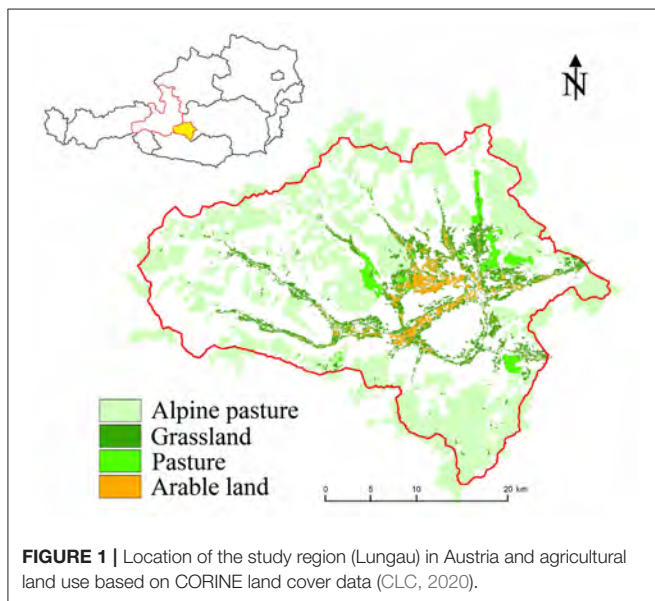 N
Alpine pasture
Grassland
Pasture
Arable land
0 5 10 20 km
FIGURE 1 | Location of the study region (Lungau) in Austria and agricultural
land use based on CORINE land cover data (CLC, 2020).